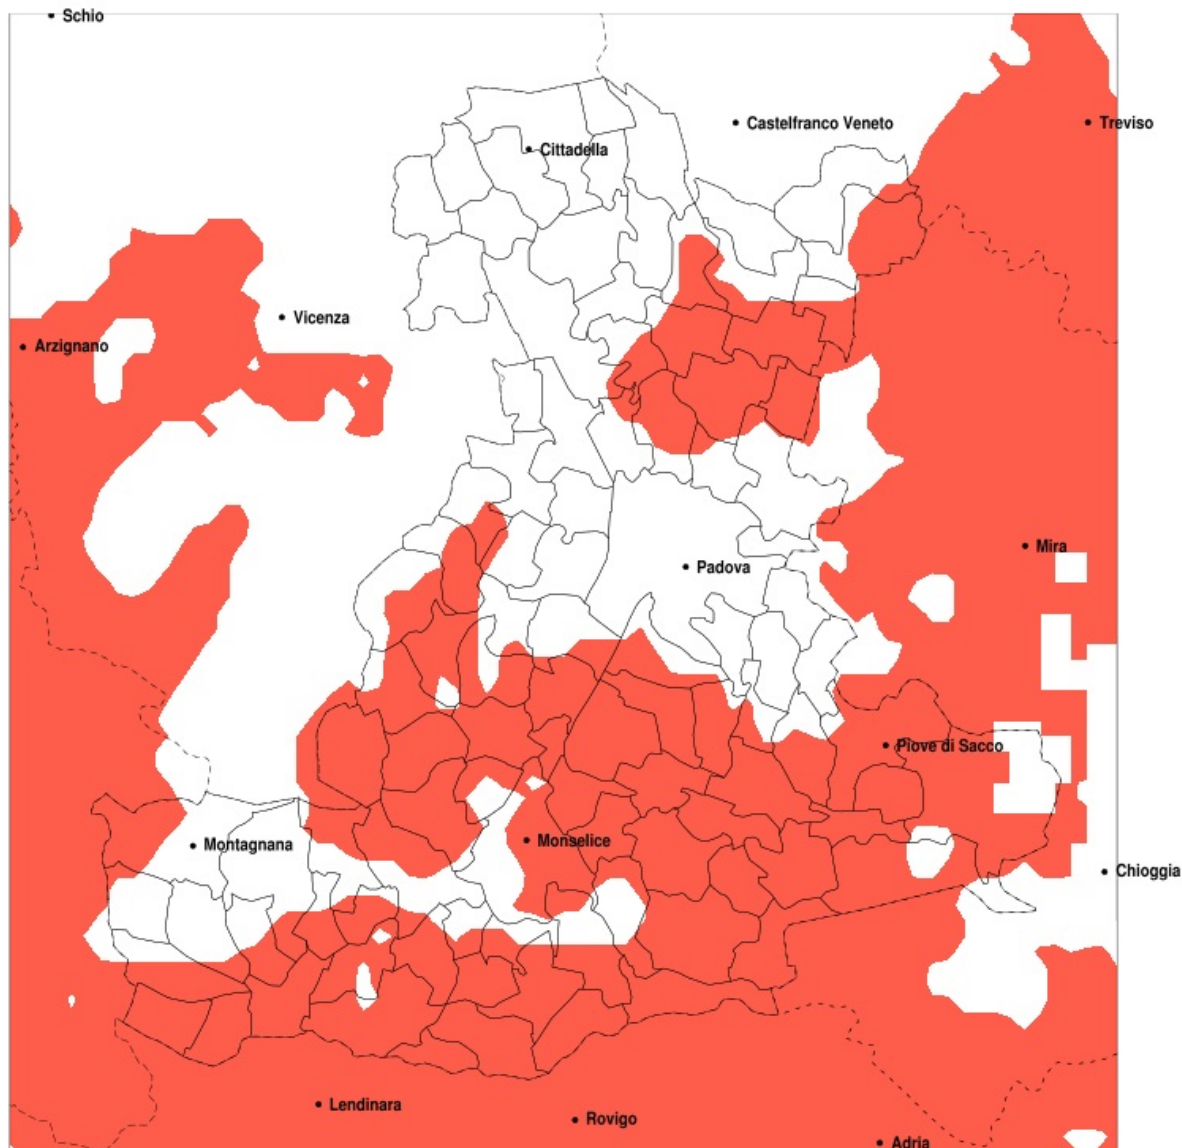 Schio
Castelfranco Veneto
Treviso
Cittadella
Vicenza
Arzignano
Mira
Padova
Piove di Sacco
Monselice
Montagnana
Chioggia
Lendinara
Rovigo
Adria